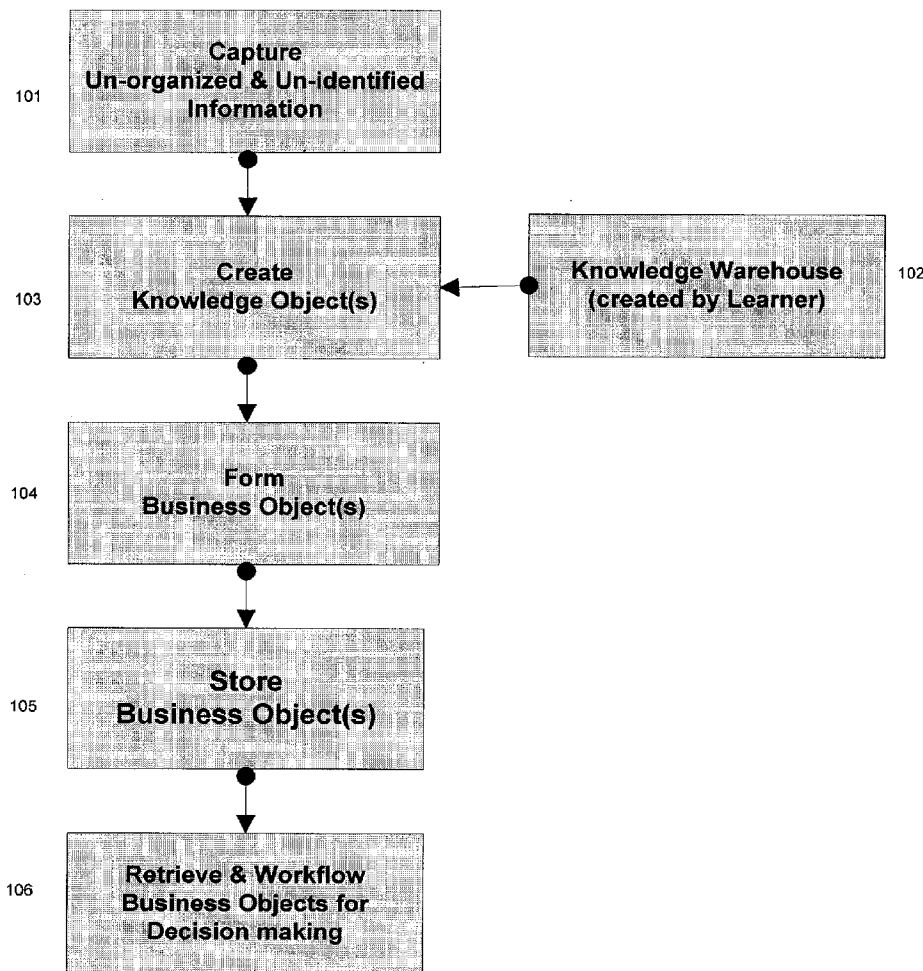 Capture
Un-organized & Un-identified
Information
101
Create
Knowledge Object(s)
103
Knowledge Warehouse
(created by Learner)
102
Form
Business Object(s)
104
Store
Business Object(s)
105
Retrieve & Workflow
Business Objects for
Decision making
106